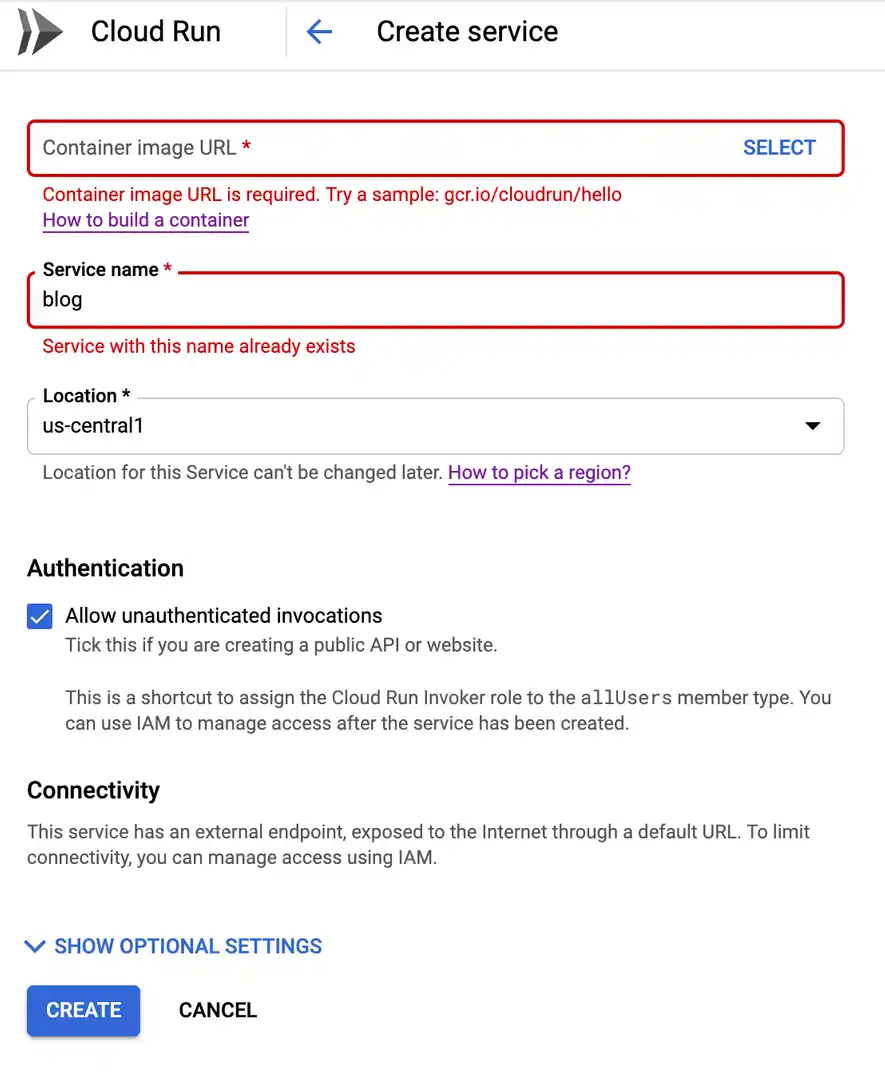 Cloud Run
Create service
Container image URL *
SELECT
Container image URL is required. Try a sample: gcr.io/cloudrun/hello
How to build a container
Service name *
blog
Service with this name already exists
Location *
us-central1
Location for this Service can't be changed later. How to pick a region?
Authentication
Allow unauthenticated invocations
Tick this if you are creating a public API or website.
This is a shortcut to assign the Cloud Run Invoker role to the allUsers member type. You
can use IAM to manage access after the service has been created.
Connectivity
This service has an external endpoint, exposed to the Internet through a default URL. To limit
connectivity, you can manage access using IAM.
SHOW OPTIONAL SETTINGS
CREATE
CANCEL